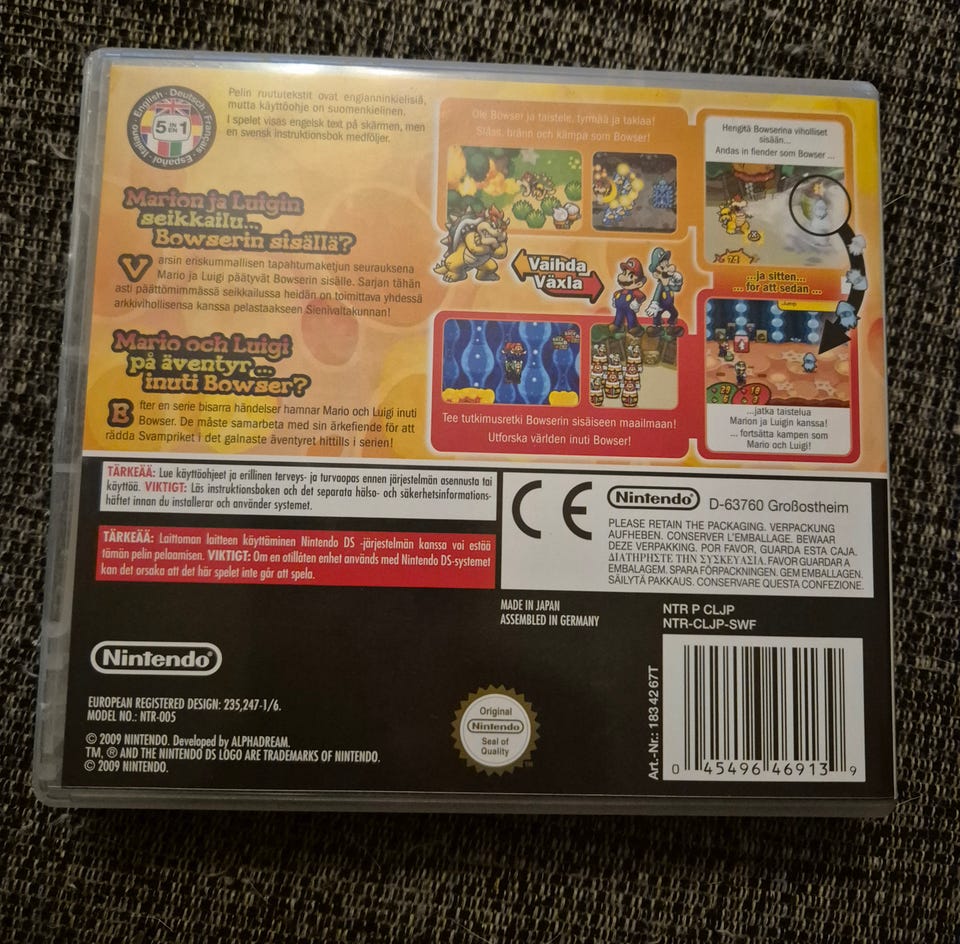 English · Deutsch · Français · Español · Italiano
5 IN EN 1
Pelin ruututekstit ovat englanninkielisiä,
mutta käyttöohje on suomenkielinen.
I spelet visas engelsk text på skärmen, men
en svensk instruktionsbok medföljer.
Marion ja Luigin
seikkailu...
Bowserin sisällä?
Varsin eriskummallisen tapahtumaketjun seurauksena
Mario ja Luigi päätyvät Bowserin sisälle. Sarjan tähän
asti päättömimmässä seikkailussa heidän on toimittava yhdessä
arkkivihollisensa kanssa pelastaakseen Sienivaltakunnan!
Mario och Luigi
på äventyr...
inuti Bowser?
Efter en serie bisarra händelser hamnar Mario och Luigi inuti
Bowser. De måste samarbeta med sin ärkefiende för att
rädda Svampriket i det galnaste äventyret hittills i serien!
Ole Bowser ja taistele, tyrmää ja taklaa!
Slåss, bränn och kämpa som Bowser!
Vaihda
Växla
Tee tutkimusretki Bowserin sisäiseen maailmaan!
Utforska världen inuti Bowser!
Hengitä Bowserina viholliset
sisään...
Andas in fiender som Bowser ...
...ja sitten...
... för att sedan ...
Jump
...jatka taistelua
Marion ja Luigin kanssa!
... fortsätta kampen som
Mario och Luigi!
TÄRKEÄÄ: Lue käyttöohjeet ja erillinen terveys- ja turvaopas ennen järjestelmän asennusta tai
käyttöä. VIKTIGT: Läs instruktionsboken och det separata hälso- och säkerhetsinformations-
häftet innan du installerar och använder systemet.
TÄRKEÄÄ: Laittoman laitteen käyttäminen Nintendo DS -järjestelmän kanssa voi estää
tämän pelin pelaamisen. VIKTIGT: Om en otillåten enhet används med Nintendo DS-systemet
kan det orsaka att det här spelet inte går att spela.
CE
Nintendo®
D-63760 Großostheim
PLEASE RETAIN THE PACKAGING. VERPACKUNG
AUFHEBEN. CONSERVER L'EMBALLAGE. BEWAAR
DEZE VERPAKKING. POR FAVOR, GUARDA ESTA CAJA.
ΔΙΑΤΗΡΗΣΤΕ ΤΗΝ ΣΥΣΚΕΥΑΣΙΑ. FAVOR GUARDAR A
EMBALAGEM. SPARA FÖRPACKNINGEN. GEM EMBALLAGEN.
SÄILYTÄ PAKKAUS. CONSERVARE QUESTA CONFEZIONE.
MADE IN JAPAN
ASSEMBLED IN GERMANY
NTR P CLJP
NTR-CLJP-SWF
Nintendo®
EUROPEAN REGISTERED DESIGN: 235,247-1/6.
MODEL NO.: NTR-005
© 2009 NINTENDO. Developed by ALPHADREAM.
TM, ® AND THE NINTENDO DS LOGO ARE TRADEMARKS OF NINTENDO.
© 2009 NINTENDO.
Original
Nintendo®
Seal of
Quality
Art.-Nr.: 183 42 67T
0 45496 46913 9